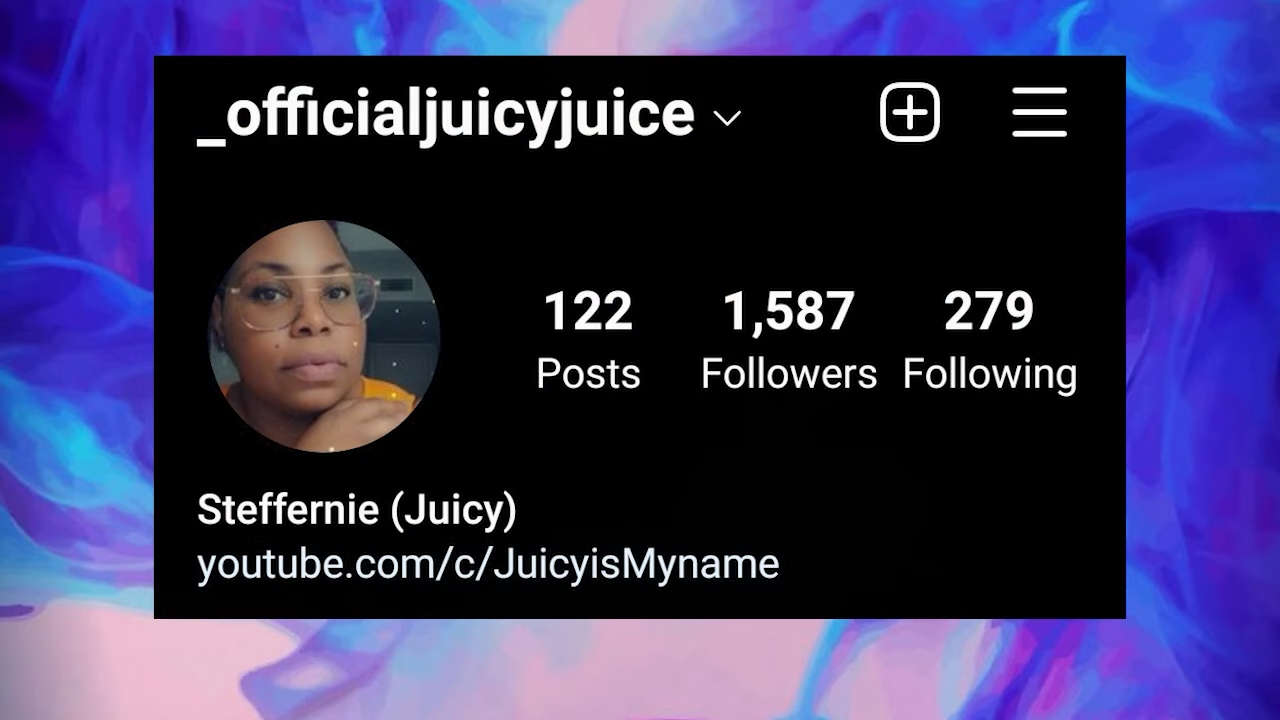 _officialjuicyjuice
122 1,587 279
Posts Followers Following
Steffernie (Juicy)
youtube.com/c/JuicyisMyname